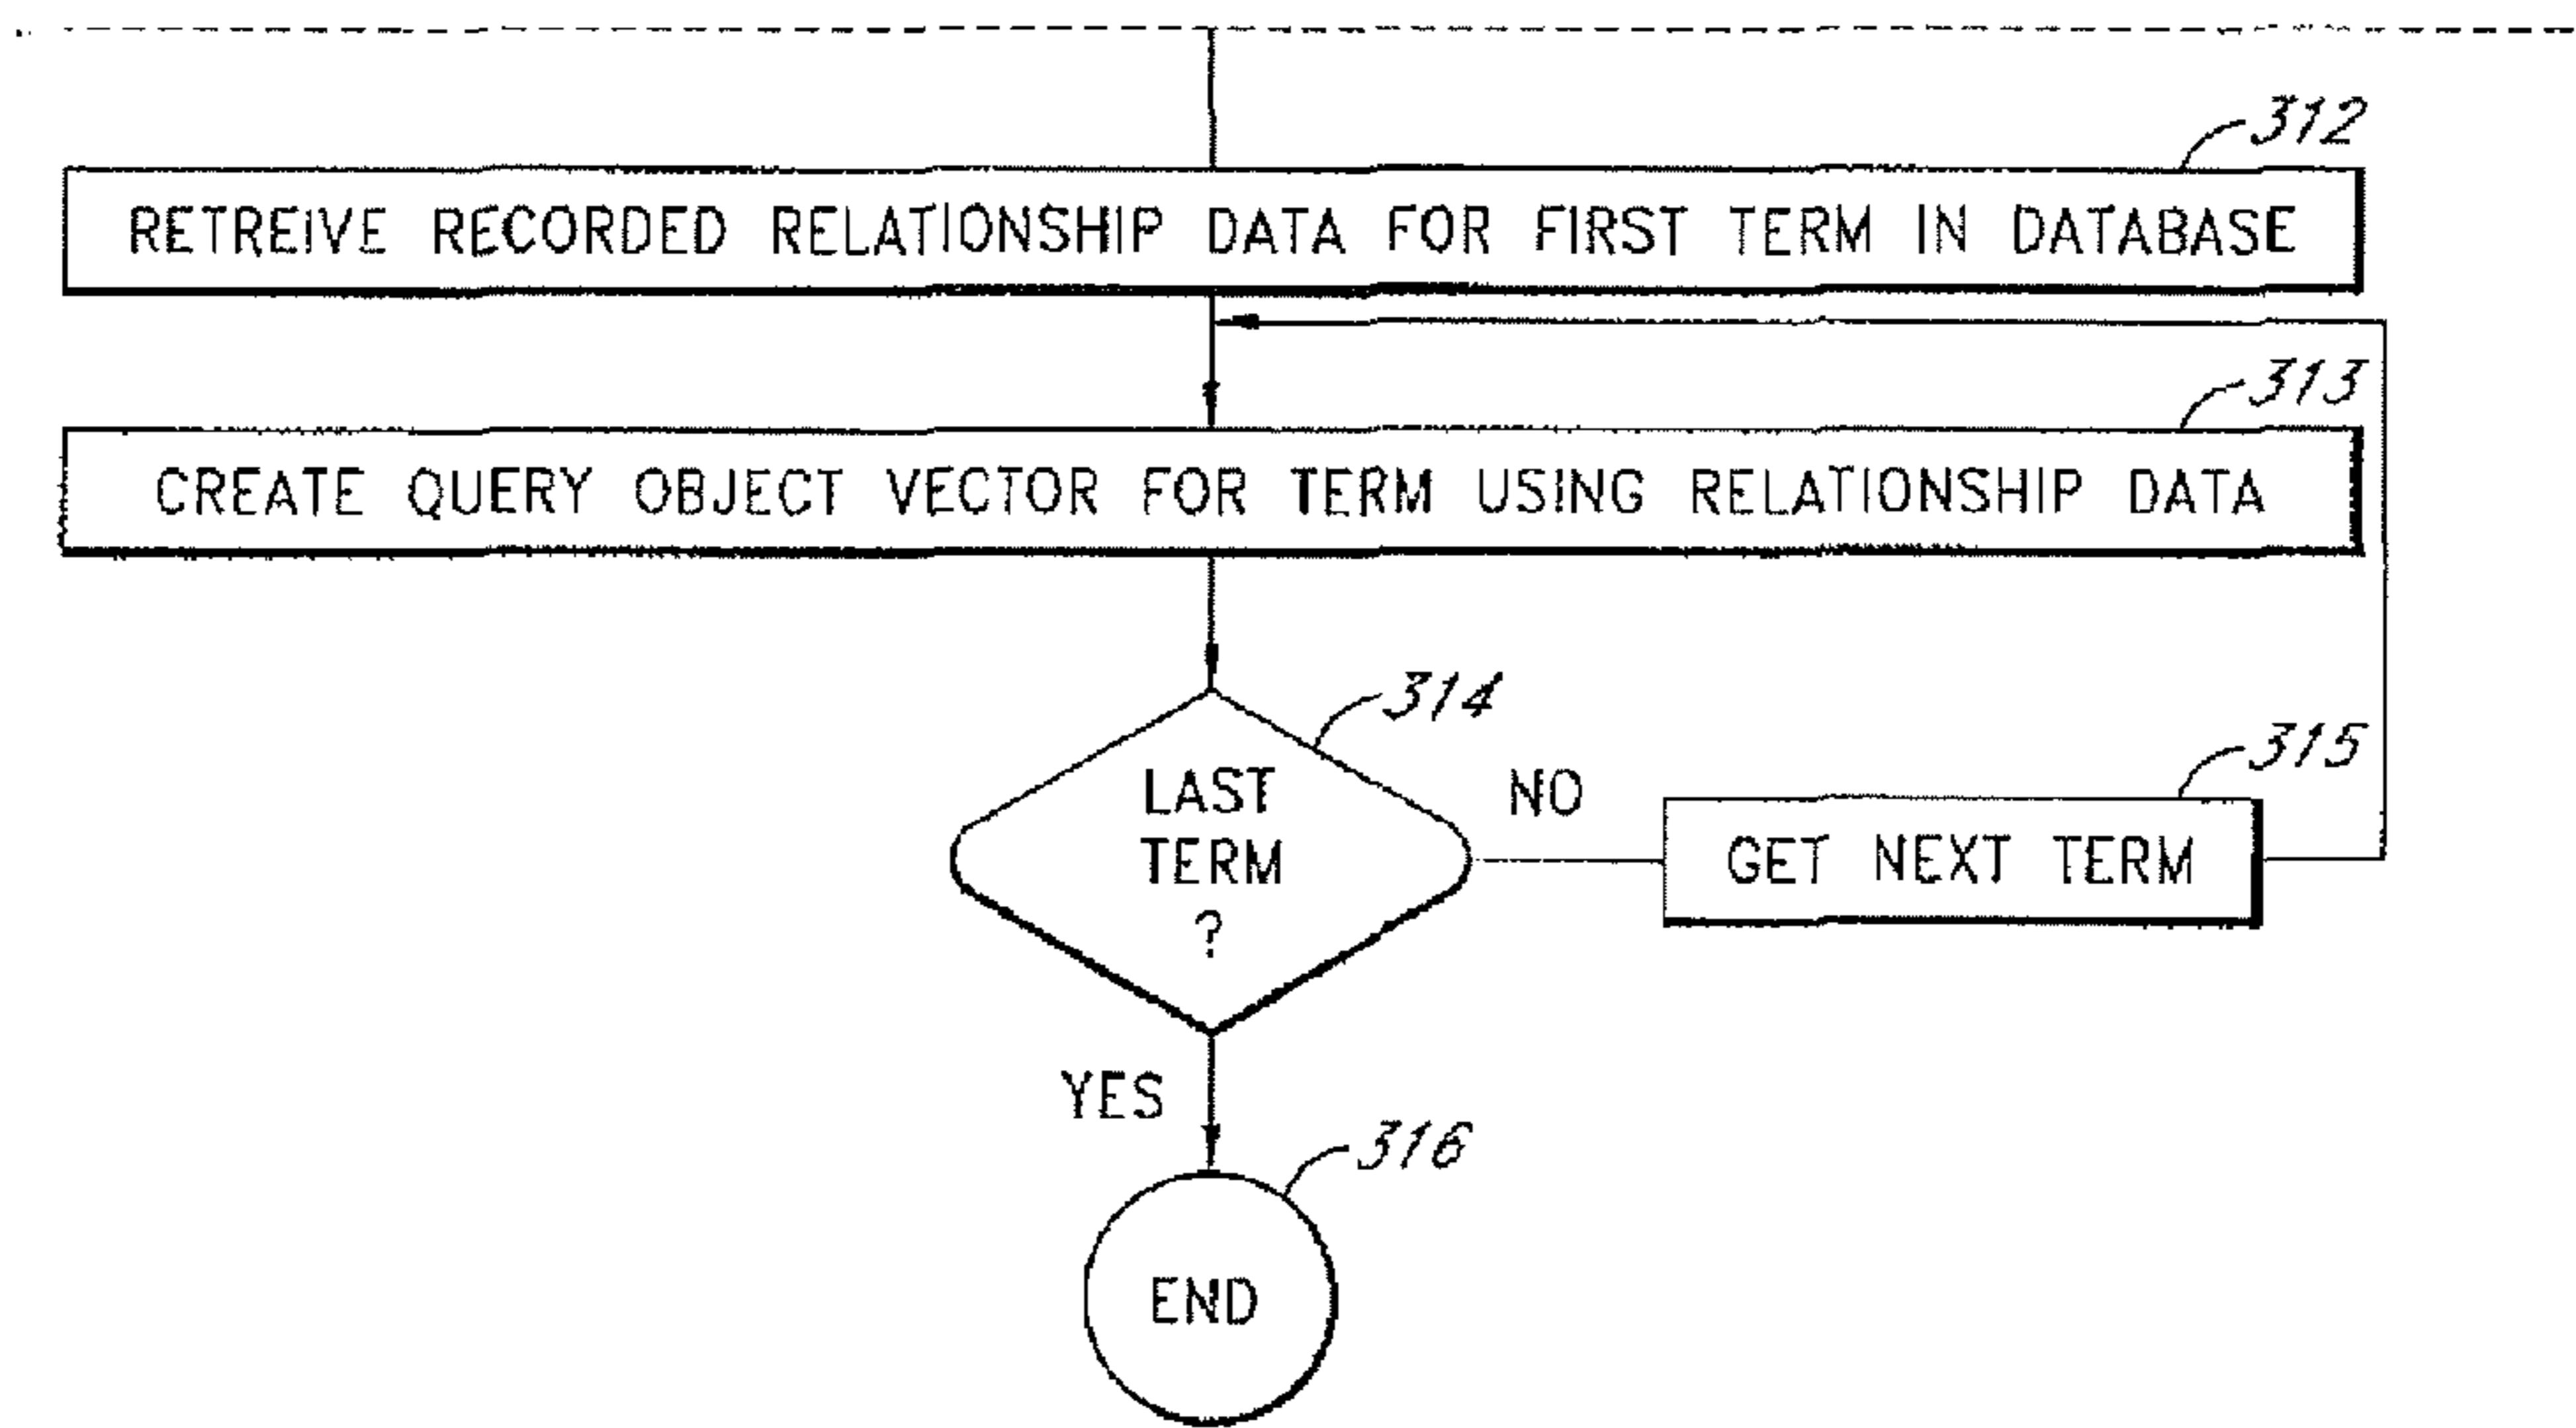 312
RETREIVE RECORDED RELATIONSHIP DATA FOR FIRST TERM IN DATABASE
313
CREATE QUERY OBJECT VECTOR FOR TERM USING RELATIONSHIP DATA
314
LAST
TERM
?
NO
315
GET NEXT TERM
YES
316
END